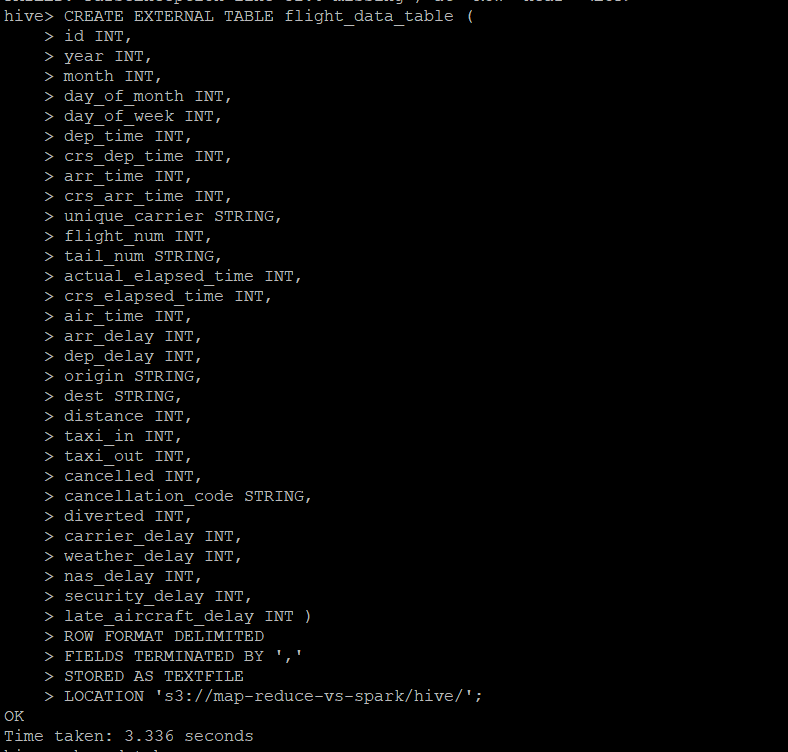 hive> CREATE EXTERNAL TABLE flight_data_table (
> id INT,
> year INT,
> month INT,
> day_of_month INT,
> day_of_week INT,
> dep_time INT,
> crs_dep_time INT,
> arr_time INT,
> crs_arr_time INT,
> unique_carrier STRING,
> flight_num INT,
> tail_num STRING,
> actual_elapsed_time INT,
> crs_elapsed_time INT,
> air_time INT,
> arr_delay INT,
> dep_delay INT,
> origin STRING,
> dest STRING,
> distance INT,
> taxi_in INT,
> taxi_out INT,
> cancelled INT,
> cancellation_code STRING,
> diverted INT,
> carrier_delay INT,
> weather_delay INT,
> nas_delay INT,
> security_delay INT,
> late_aircraft_delay INT )
> ROW FORMAT DELIMITED
> FIELDS TERMINATED BY ','
> STORED AS TEXTFILE
> LOCATION 's3://map-reduce-vs-spark/hive/';
OK
Time taken: 3.336 seconds